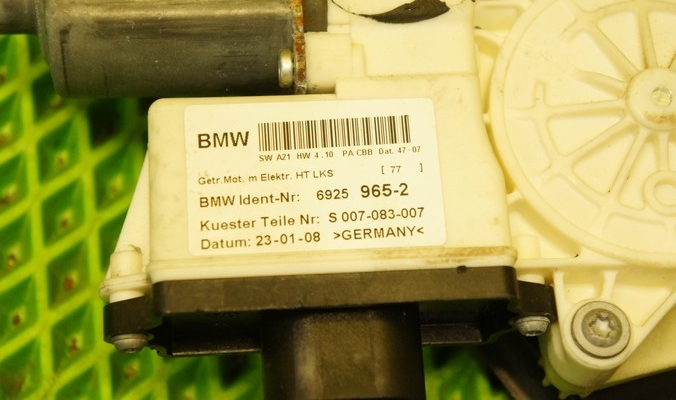 BMW
SW A21 HW 4.10 PA CBB Dat. 47-07
Getr.Mot. m Elektr. HT LKS [ 77 ]
BMW Ident-Nr: 6925 965-2
Kuester Teile Nr: S 007-083-007
Datum: 23-01-08 >GERMANY<